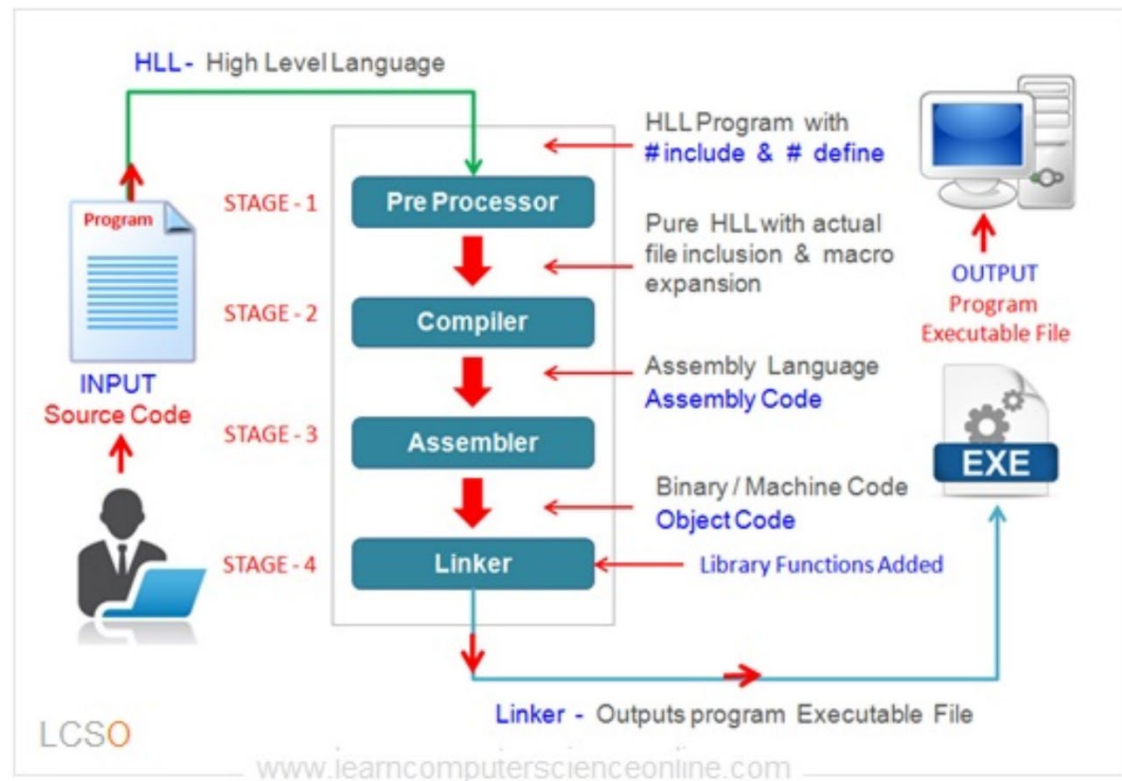 HLL - High Level Language
HLL Program with
# include & # define
STAGE - 1
Pre Processor
Program
Pure HLL with actual
file inclusion & macro
expansion
OUTPUT
Program
Executable File
STAGE - 2
Compiler
INPUT
Source Code
Assembly Language
Assembly Code
STAGE - 3
Assembler
EXE
Binary / Machine Code
Object Code
STAGE - 4
Linker
Library Functions Added
Linker - Outputs program Executable File
LCSO
www.learncomputerscienceonline.com